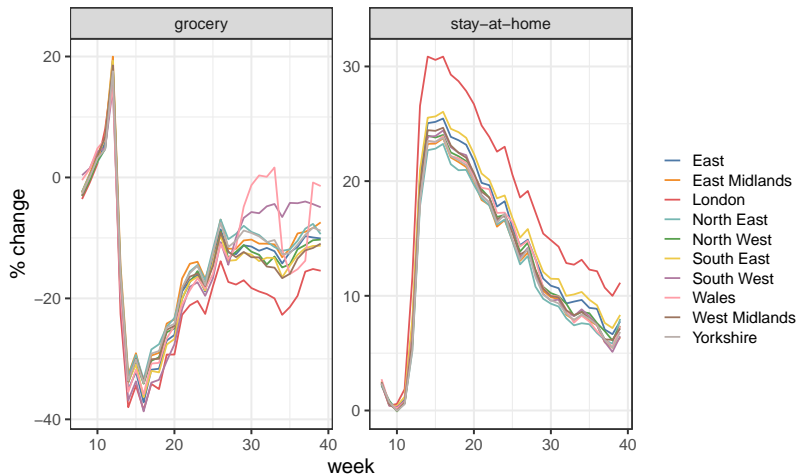 grocery
stay-at-home
% change
20
0
-20
-40
30
20
10
0
10 20 30 40
10 20 30 40
week
East
East Midlands
London
North East
North West
South East
South West
Wales
West Midlands
Yorkshire